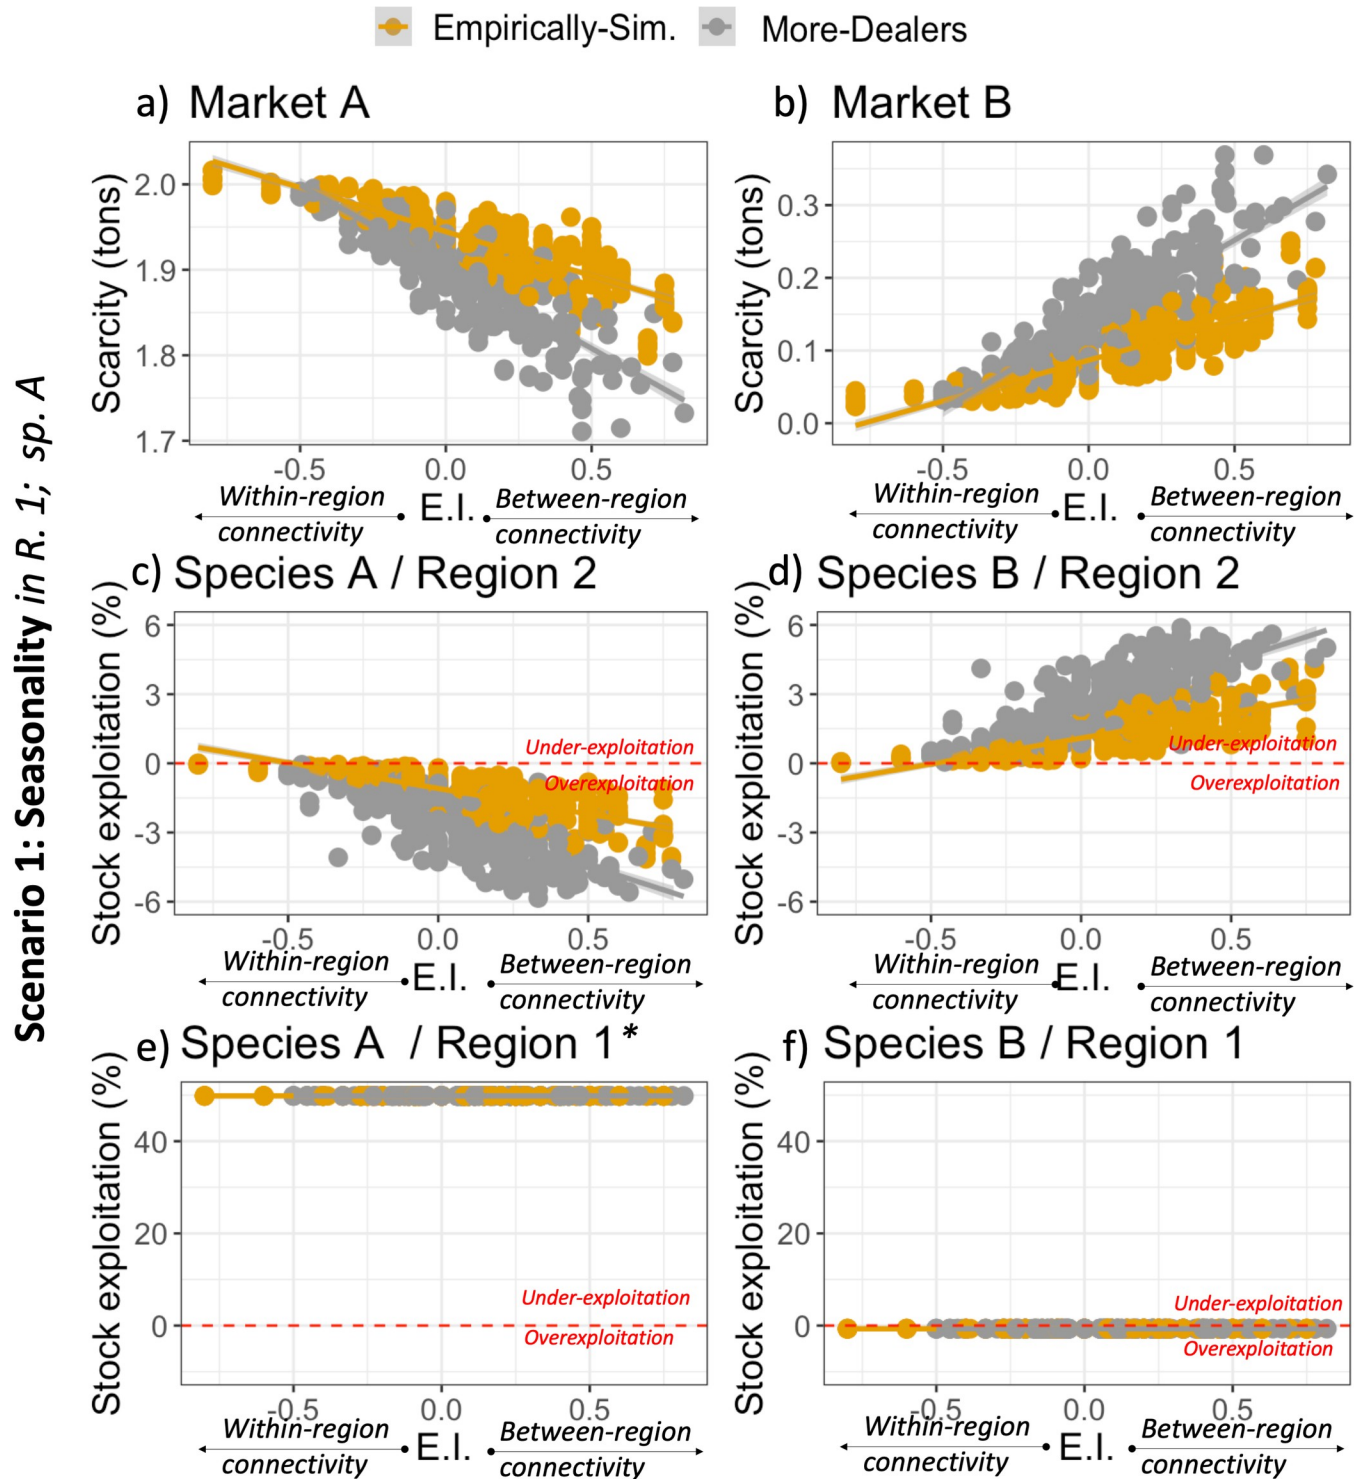 Empirically-Sim. More-Dealers
Scenario 1: Seasonality in R. 1; sp. A
a) Market A
Scarcity (tons)
2.0
1.9
1.8
1.7
-0.5 0.0 0.5
Within-region connectivity
E.I.
Between-region connectivity
b) Market B
Scarcity (tons)
0.3
0.2
0.1
0.0
-0.5 0.0 0.5
Within-region connectivity
E.I.
Between-region connectivity
c) Species A / Region 2
Stock exploitation (%)
6
3
0
-3
-6
Under-exploitation
Overexploitation
-0.5 0.0 0.5
Within-region connectivity
E.I.
Between-region connectivity
d) Species B / Region 2
Stock exploitation (%)
6
3
0
-3
-6
Under-exploitation
Overexploitation
-0.5 0.0 0.5
Within-region connectivity
E.I.
Between-region connectivity
e) Species A / Region 1*
Stock exploitation (%)
40
20
0
Under-exploitation
Overexploitation
-0.5 0.0 0.5
Within-region connectivity
E.I.
Between-region connectivity
f) Species B / Region 1
Stock exploitation (%)
40
20
0
Under-exploitation
Overexploitation
-0.5 0.0 0.5
Within-region connectivity
E.I.
Between-region connectivity